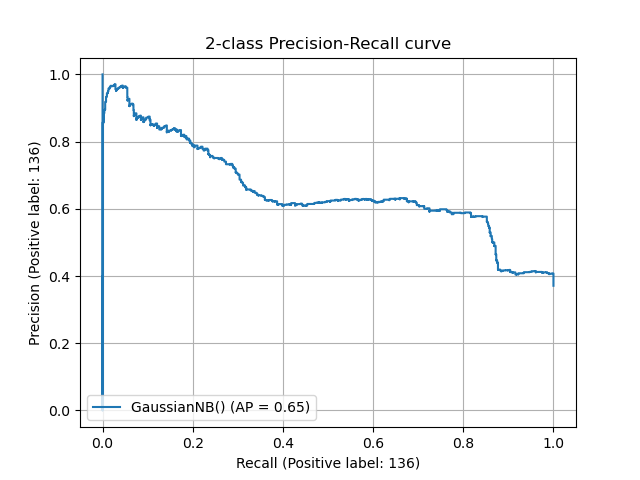 2-class Precision-Recall curve
Precision (Positive label: 136)
1.0
0.8
0.6
0.4
0.2
0.0
GaussianNB() (AP = 0.65)
0.0 0.2 0.4 0.6 0.8 1.0
Recall (Positive label: 136)